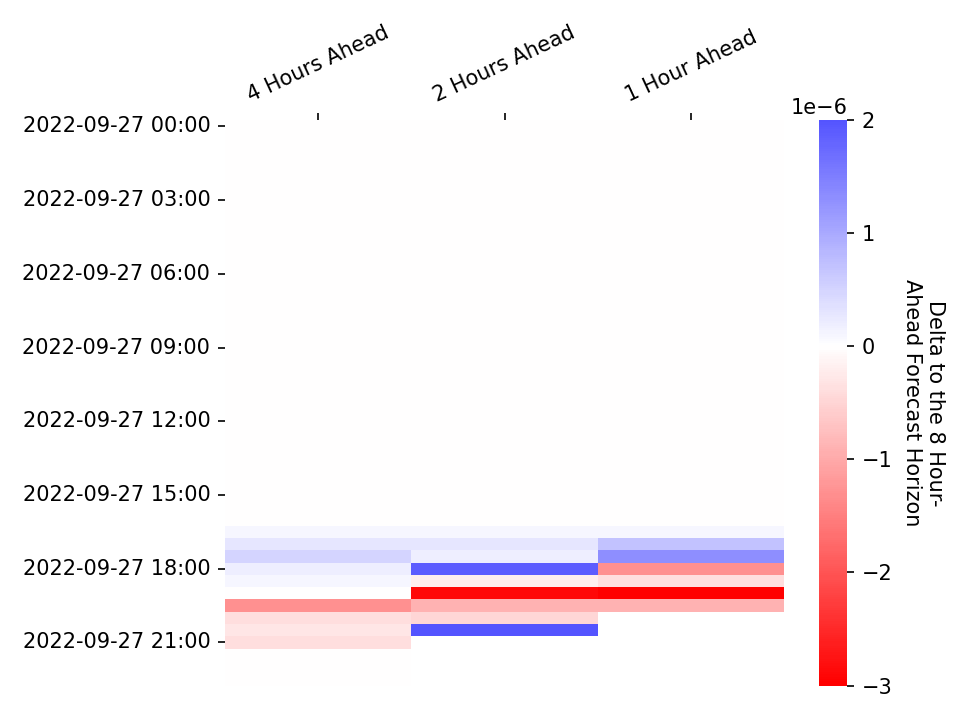 4 Hours Ahead
2 Hours Ahead
1 Hour Ahead
2022-09-27 00:00
2022-09-27 03:00
2022-09-27 06:00
2022-09-27 09:00
2022-09-27 12:00
2022-09-27 15:00
2022-09-27 18:00
2022-09-27 21:00
1e−6
2
1
0
−1
−2
−3
Delta to the 8 Hour-
Ahead Forecast Horizon